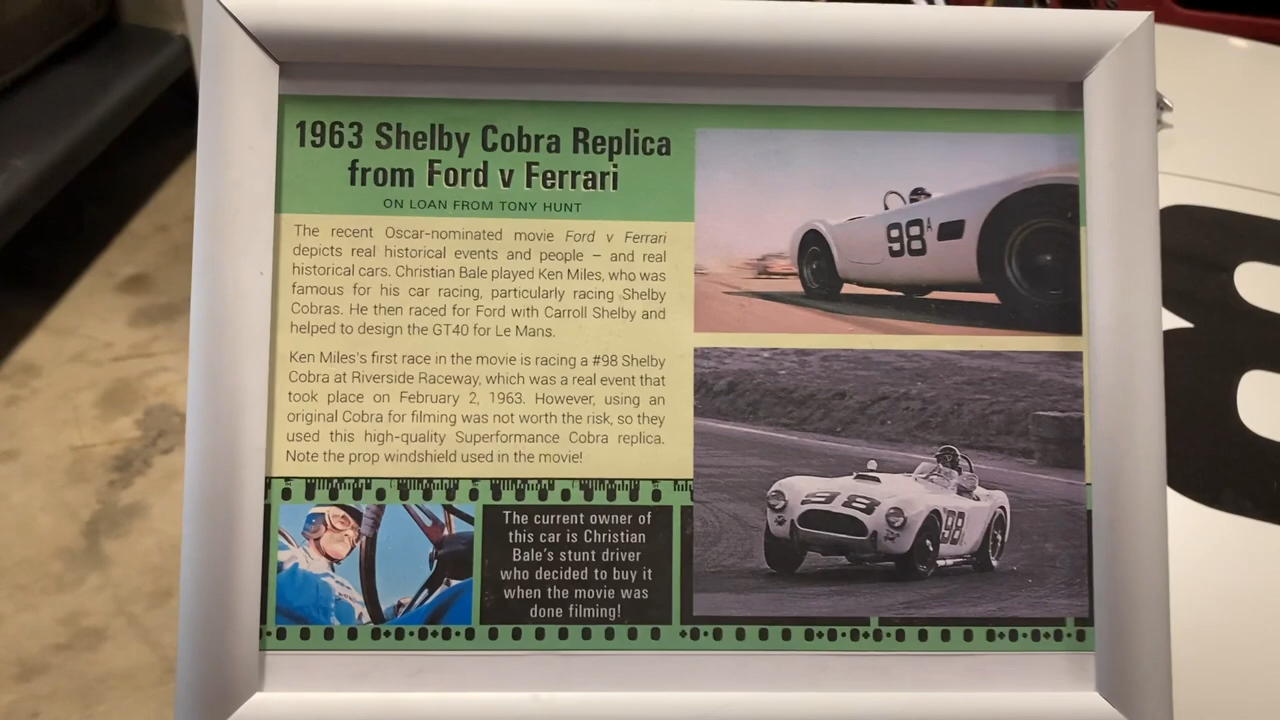 1963 Shelby Cobra Replica
from Ford v Ferrari
ON LOAN FROM TONY HUNT
The recent Oscar-nominated movie Ford v Ferrari
depicts real historical events and people – and real
historical cars. Christian Bale played Ken Miles, who was
famous for his car racing, particularly racing Shelby
Cobras. He then raced for Ford with Carroll Shelby and
helped to design the GT40 for Le Mans.
Ken Miles's first race in the movie is racing a #98 Shelby
Cobra at Riverside Raceway, which was a real event that
took place on February 2, 1963. However, using an
original Cobra for filming was not worth the risk, so they
used this high-quality Superformance Cobra replica.
Note the prop windshield used in the movie!
The current owner of
this car is Christian
Bale's stunt driver
who decided to buy it
when the movie was
done filming!
98 A
98
98
8